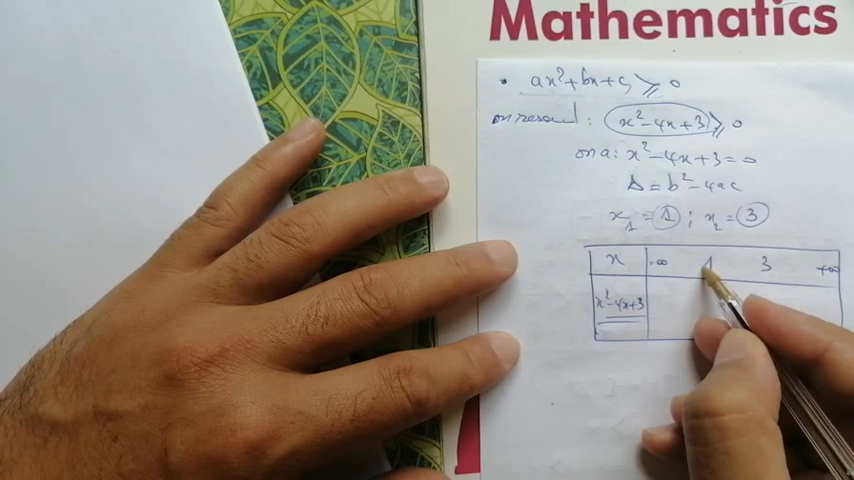 Mathematics
• ax²+bx+c ⩾ 0
on resoud : x²-4x+3 ⩾ 0
on a : x²-4x+3=0
Δ=b²-4ac
x₁=1 ; x₂=3
x -∞ 1 3 +∞
x²-4x+3